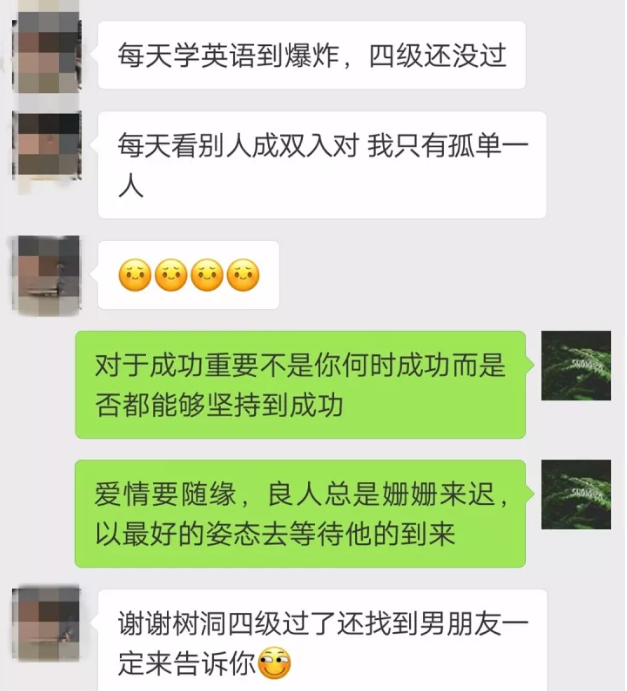 每天学英语到爆炸，四级还没过
每天看别人成双入对 我只有孤单一
人
对于成功重要不是你何时成功而是
否都能够坚持到成功
爱情要随缘，良人总是姗姗来迟，
以最好的姿态去等待他的到来
谢谢树洞四级过了还找到男朋友一
定来告诉你